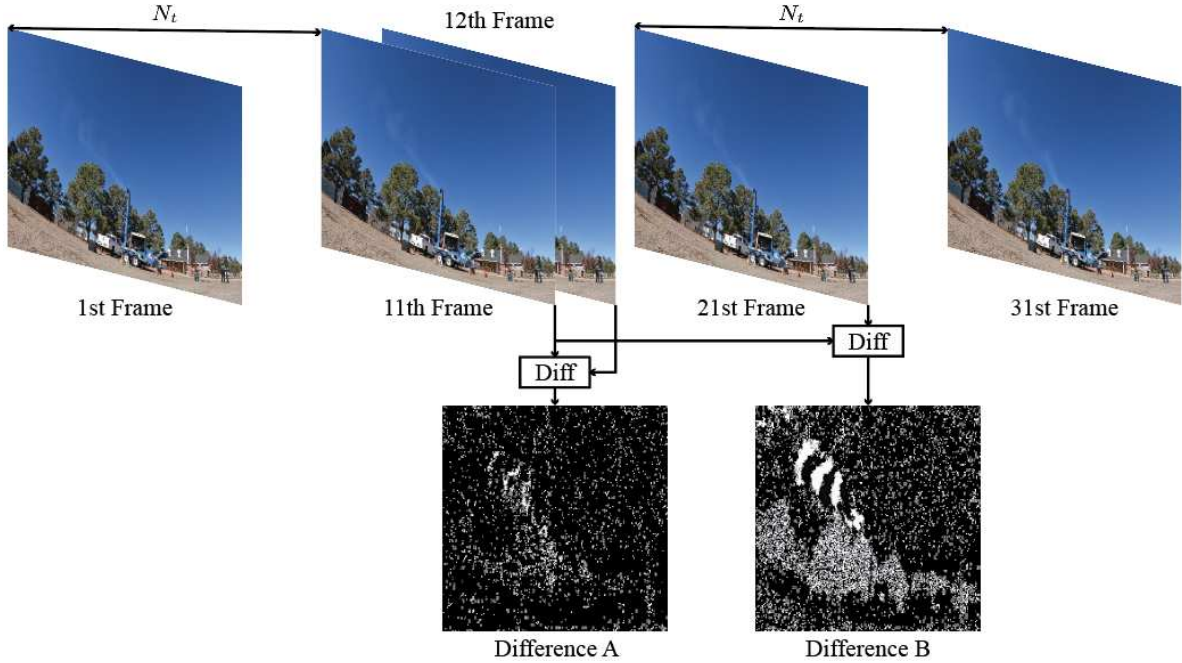 N_t
12th Frame
N_t
1st Frame
11th Frame
21st Frame
31st Frame
Diff
Diff
Difference A
Difference B